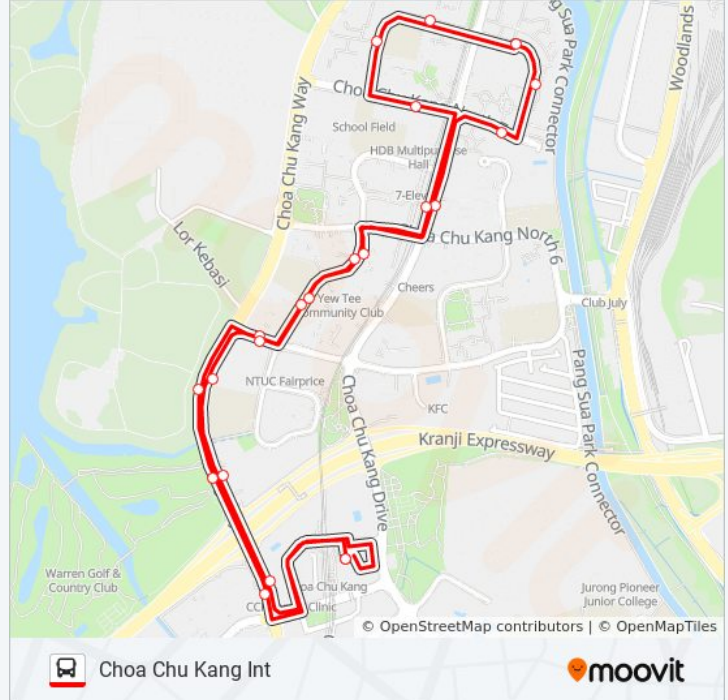 Pang Sua Park Connector
Woodlands
Choa Chu Kang Way
School Field
HDB Multipurpose
Hall
7-Eleven
Choa Chu Kang North 6
Lor Kebasi
Cheers
Club July
Yew Tee
Community Club
NTUC Fairprice
KFC
Choa Chu Kang Drive
Kranji Expressway
Pang Sua Park Connector
Warren Golf &
Country Club
Choa Chu Kang
Clinic
Jurong Pioneer
Junior College
© OpenStreetMap contributors | © OpenMapTiles
Choa Chu Kang Int
moovit